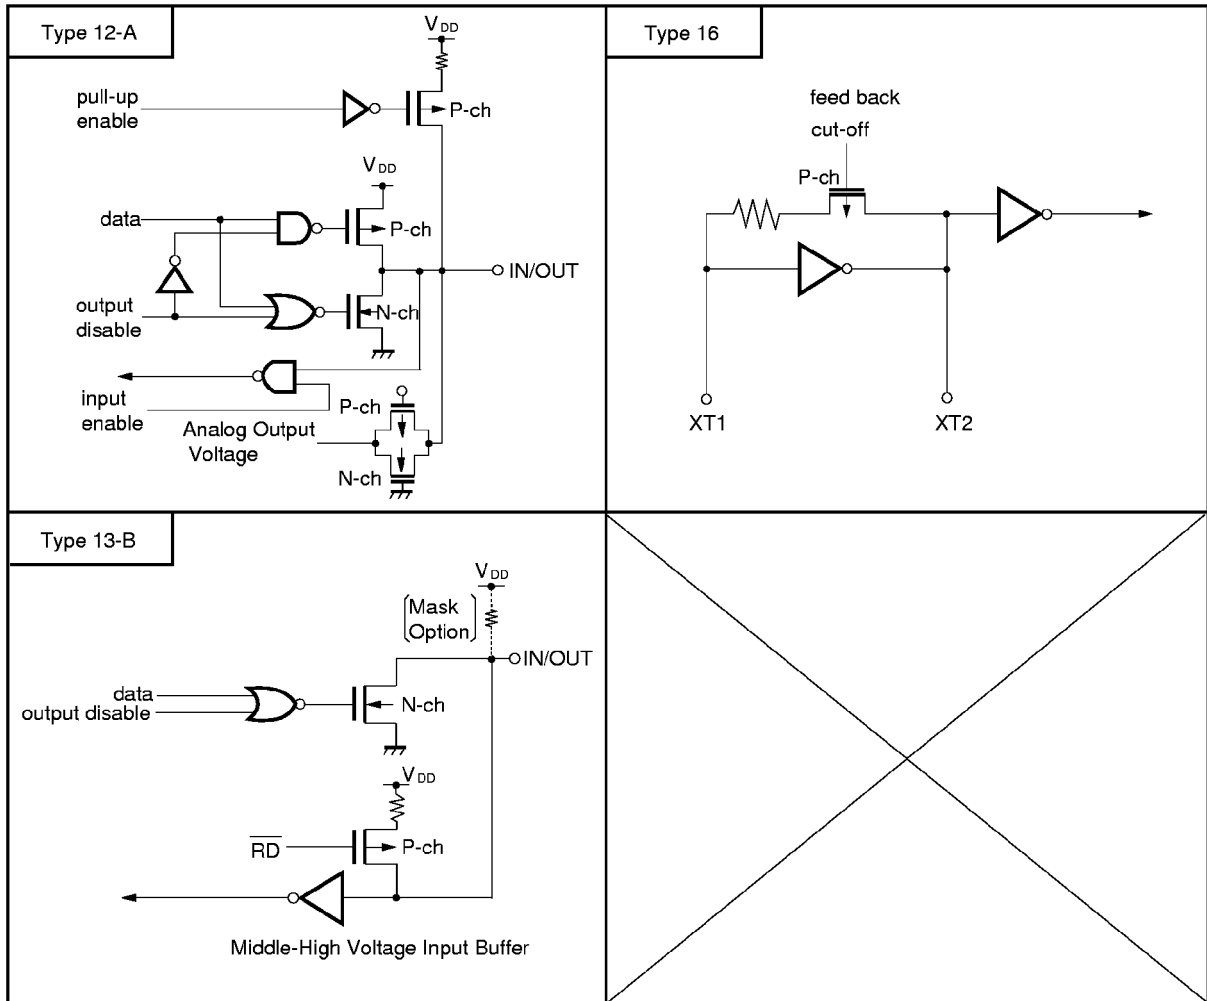 Type 12-A
VDD
pull-up
enable
P-ch
VDD
data
P-ch
IN/OUT
output
disable
N-ch
input
enable
P-ch
Analog Output
Voltage
N-ch
Type 16
feed back
cut-off
P-ch
XT1
XT2
Type 13-B
VDD
Mask
Option
IN/OUT
data
output disable
N-ch
VDD
RD
P-ch
Middle-High Voltage Input Buffer